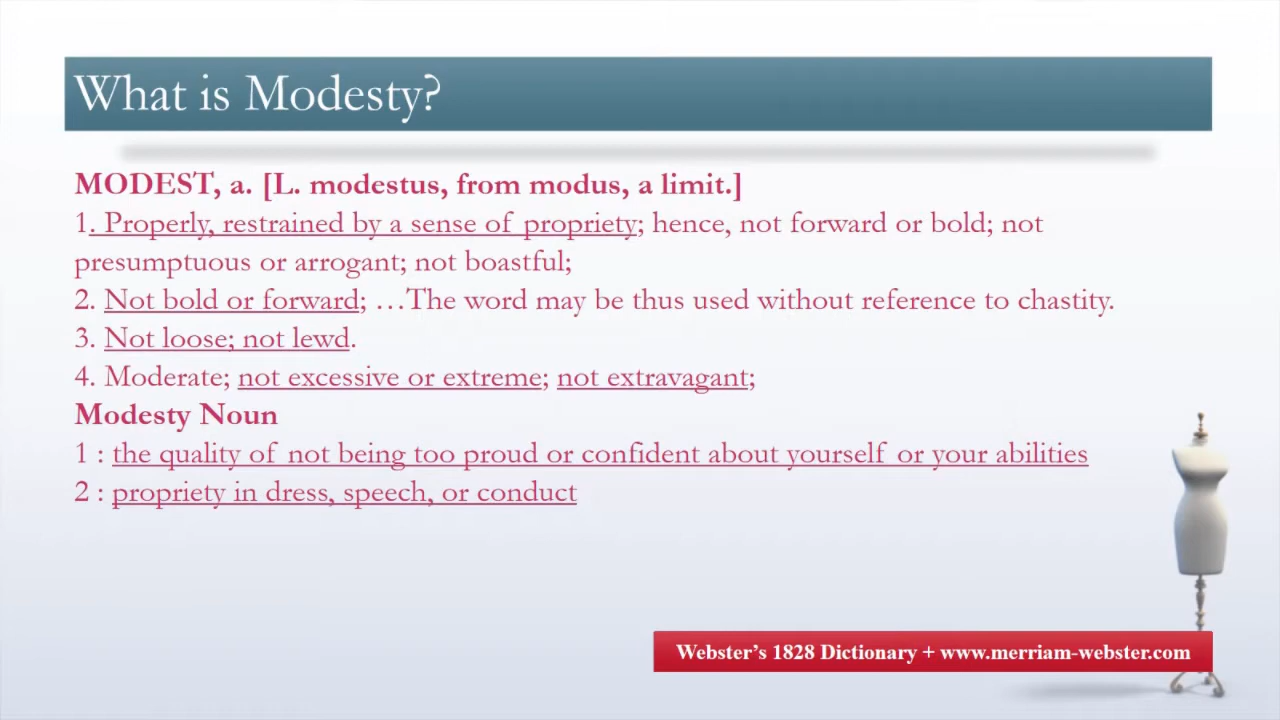 What is Modesty?
MODEST, a. [L. modestus, from modus, a limit.]
1. Properly, restrained by a sense of propriety; hence, not forward or bold; not
presumptuous or arrogant; not boastful;
2. Not bold or forward; …The word may be thus used without reference to chastity.
3. Not loose; not lewd.
4. Moderate; not excessive or extreme; not extravagant;
Modesty Noun
1 : the quality of not being too proud or confident about yourself or your abilities
2 : propriety in dress, speech, or conduct
Webster's 1828 Dictionary + www.merriam-webster.com